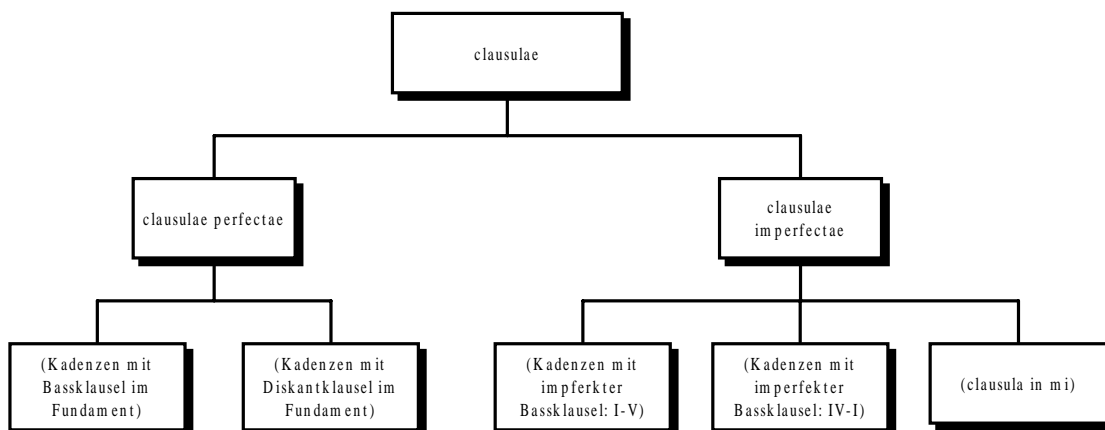 clausulae
clausulae perfectae
clausulae
imperfectae
(Kadenzen mit
Bassklausel im
Fundament)
(Kadenzen mit
Diskantklausel im
Fundament)
(Kadenzen mit
impferkter
Bassklausel: I-V)
(Kadenzen mit
imperfekter
Bassklausel: IV-I)
(clausula in mi)